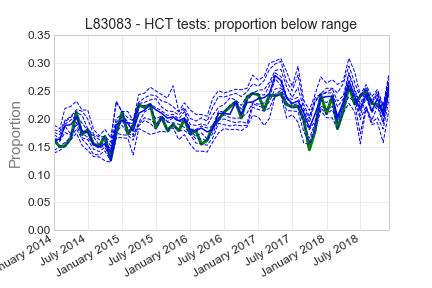 L83083 - HCT tests: proportion below range
Proportion
0.35
0.30
0.25
0.20
0.15
0.10
0.05
0.00
2014
July 2014
January 2015
July 2015
January 2016
July 2016
January 2017
July 2017
January 2018
July 2018